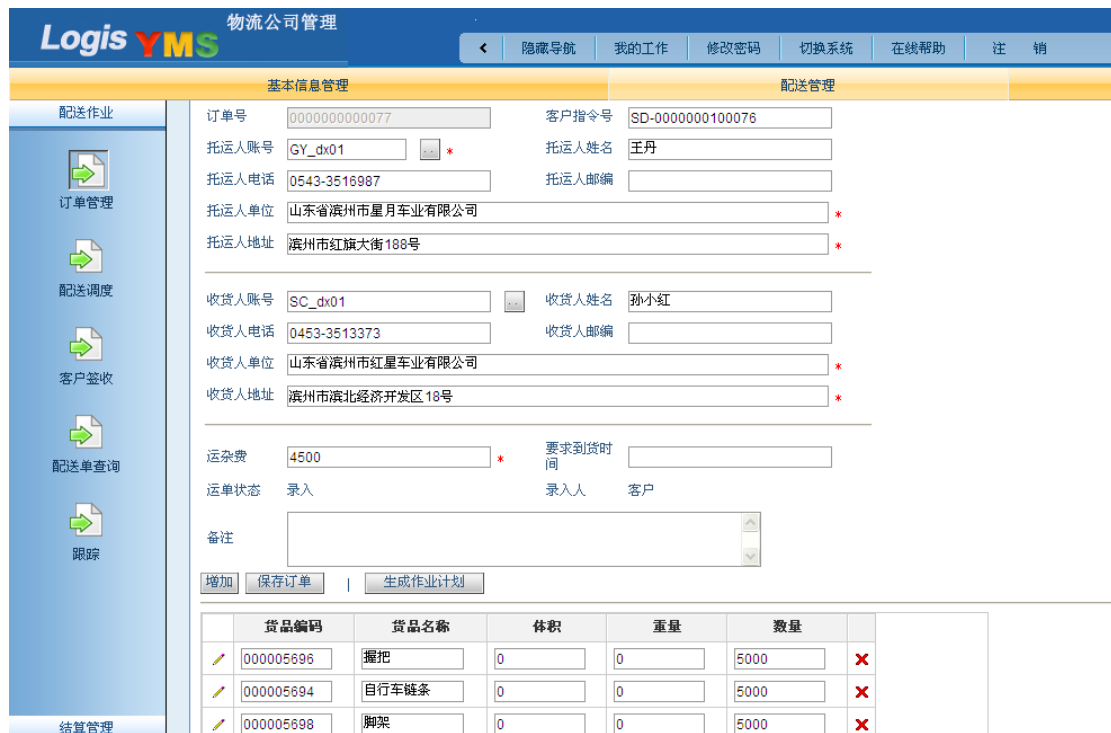 Logis YMS 物流公司管理
隐藏导航 我的工作 修改密码 切换系统 在线帮助 注 销
基本信息管理 配送管理
配送作业
订单管理
配送调度
客户签收
配送单查询
跟踪
结算管理
订单号 0000000000077 客户指令号 SD-0000000100076
托运人账号 GY_dx01 .. * 托运人姓名 王丹
托运人电话 0543-3516987 托运人邮编
托运人单位 山东省滨州市星月车业有限公司 *
托运人地址 滨州市红旗大街188号 *
收货人账号 SC_dx01 .. 收货人姓名 孙小红
收货人电话 0453-3513373 收货人邮编
收货人单位 山东省滨州市红星车业有限公司 *
收货人地址 滨州市滨北经济开发区18号 *
运杂费 4500 * 要求到货时
间
运单状态 录入 录入人 客户
备注
增加 保存订单 | 生成作业计划
货品编码 货品名称 体积 重量 数量
000005696 握把 0 0 5000
000005694 自行车链条 0 0 5000
000005698 脚架 0 0 5000